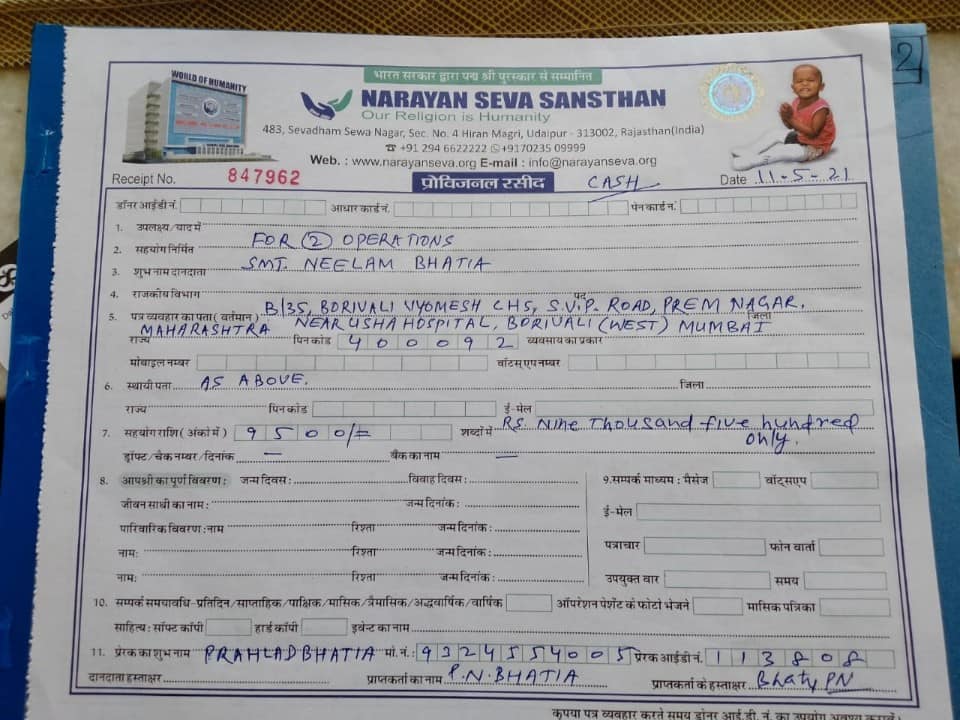 2
WORLD OF HUMANITY
भारत सरकार द्वारा पद्म श्री पुरस्कार से सम्मानित
NARAYAN SEVA SANSTHAN
Our Religion is Humanity
483, Sevadham Sewa Nagar, Sec. No. 4 Hiran Magri, Udaipur - 313002, Rajasthan(India)
+91 294 6622222 +9170235 09999
Web. : www.narayanseva.org E-mail : info@narayanseva.org
Receipt No. 847962 प्रोविजनल रसीद CASH Date 11-5-21
डॉनर आईडी नं. आधार कार्ड नं. पेन कार्ड नं.
1. उपलक्ष्य/याद में
2. सहयोग निर्मित FOR 2 OPERATIONS
3. शुभ नाम दानदाता SMT. NEELAM BHATIA
4. राजकीय विभाग पद
5. पत्र व्यवहार का पता (वर्तमान) B/35, BORIVALI VYOMESH CHS, S.V.P. ROAD, PREM NAGAR, जिला
MAHARASHTRA NEAR USHA HOSPITAL, BORIVALI (WEST) MUMBAI
राज्य पिन कोड 400092 व्यवसाय का प्रकार
मोबाईल नम्बर वॉटस् एप नम्बर
6. स्थायी पता AS ABOVE. जिला
राज्य पिन कोड ई-मेल
7. सहयोग राशि (अंको में) 9500/= शब्दों में RS. Nine Thousand five hundred only.
ड्रॉफ्ट/चैक नम्बर/दिनांक — बैंक का नाम —
8. आपश्री का पूर्ण विवरण: जन्म दिवस: विवाह दिवस: 9.सम्पर्क माध्यम : मैसेज वॉटसएप
जीवन साथी का नाम: जन्म दिनांक: ई-मेल
पारिवारिक विवरण: नाम रिश्ता जन्म दिनांक: पत्राचार फोन वार्ता
नाम: रिश्ता जन्म दिनांक:
नाम: रिश्ता जन्म दिनांक: उपयुक्त वार समय
10. सम्पर्क समयावधि-प्रतिदिन/साप्ताहिक/पाक्षिक/मासिक/त्रैमासिक/अद्धवार्षिक/वार्षिक ऑपरेशन पेशेंट के फोटो भेजने मासिक पत्रिका
साहित्य: सॉफ्ट कॉपी हार्ड कॉपी इवेन्ट का नाम
11. प्रेरक का शुभ नाम PRAHLAD BHATIA मो. नं.: 9324554005 प्रेरक आईडी नं. 113808
दानदाता हस्ताक्षर प्राप्तकर्ता का नाम P.N. BHATIA प्राप्तकर्ता के हस्ताक्षर Bhaty PN
कृपया पत्र व्यवहार करते समय डॉनर आई.डी. नं. का उपयोग अवश्य करावें